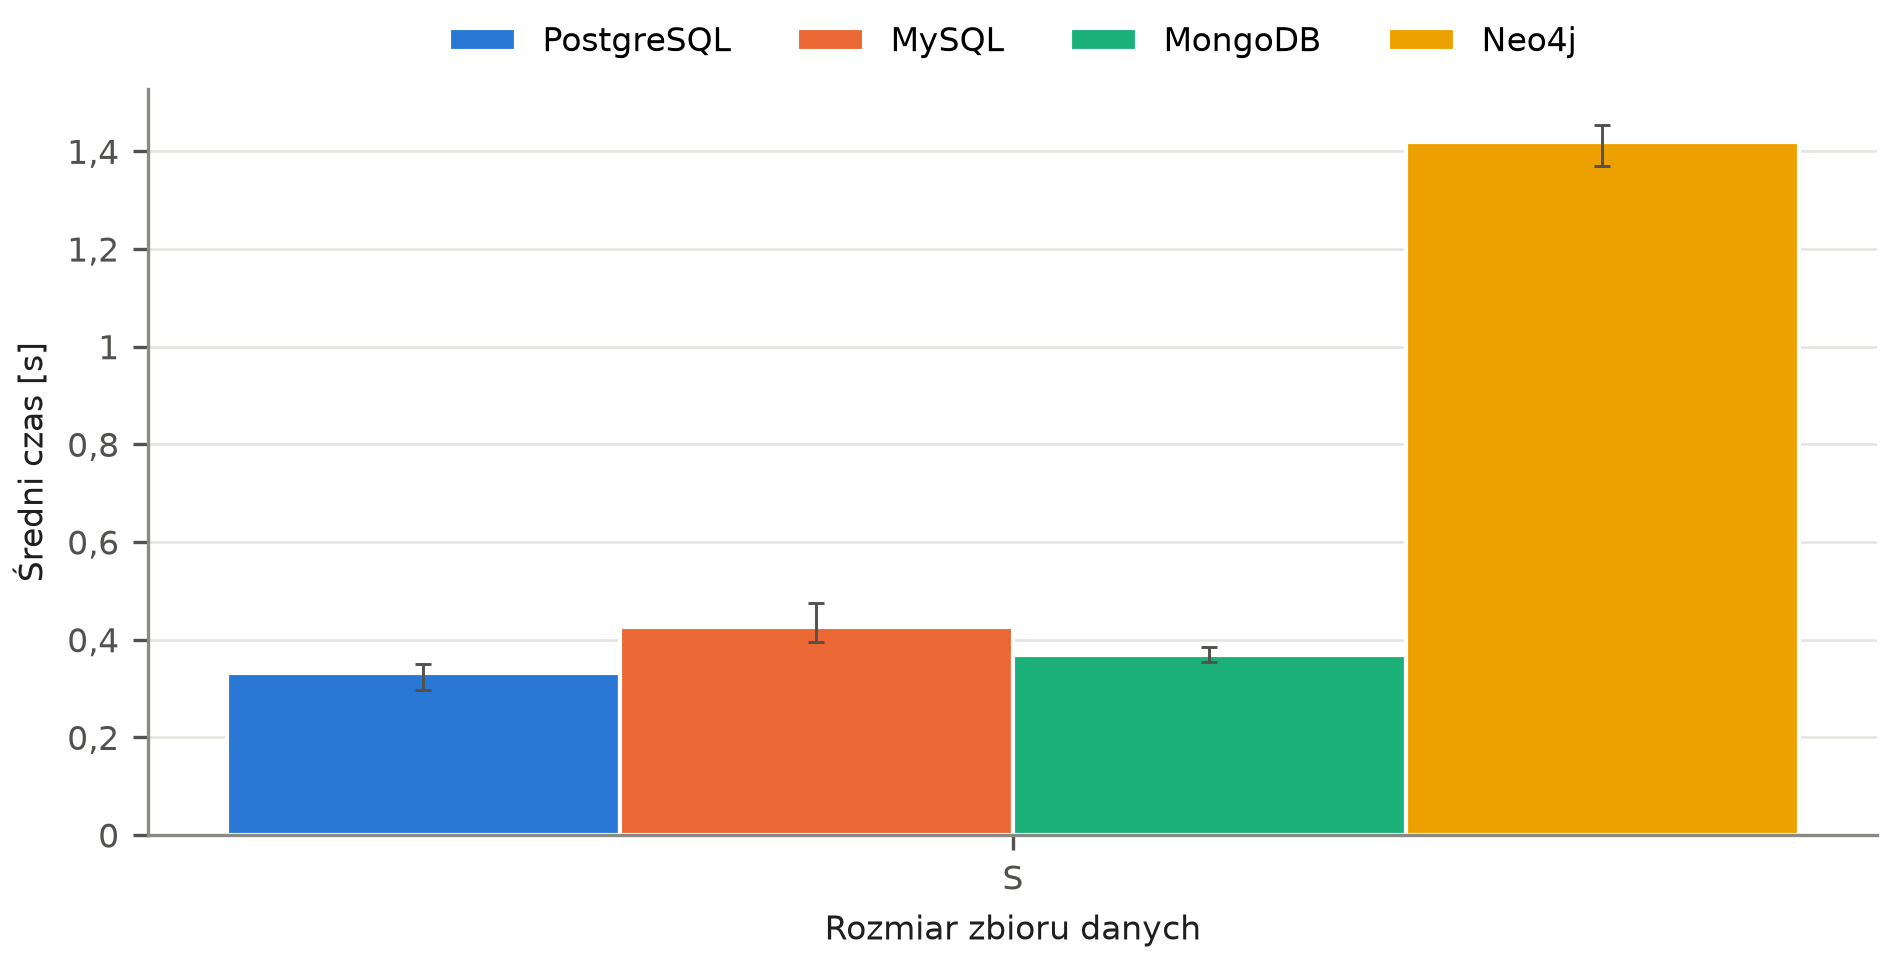 PostgreSQL MySQL MongoDB Neo4j
1,4
1,2
1
0,8
0,6
0,4
0,2
0
Średni czas [s]
S
Rozmiar zbioru danych